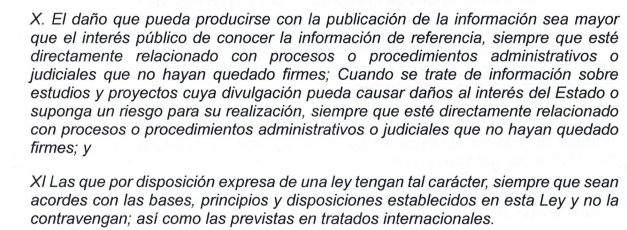 X. El daño que pueda producirse con la publicación de la información sea mayor
que el interés público de conocer la información de referencia, siempre que esté
directamente relacionado con procesos o procedimientos administrativos o
judiciales que no hayan quedado firmes; Cuando se trate de información sobre
estudios y proyectos cuya divulgación pueda causar daños al interés del Estado o
suponga un riesgo para su realización, siempre que esté directamente relacionado
con procesos o procedimientos administrativos o judiciales que no hayan quedado
firmes; y
XI Las que por disposición expresa de una ley tengan tal carácter, siempre que sean
acordes con las bases, principios y disposiciones establecidos en esta Ley y no la
contravengan; así como las previstas en tratados internacionales.